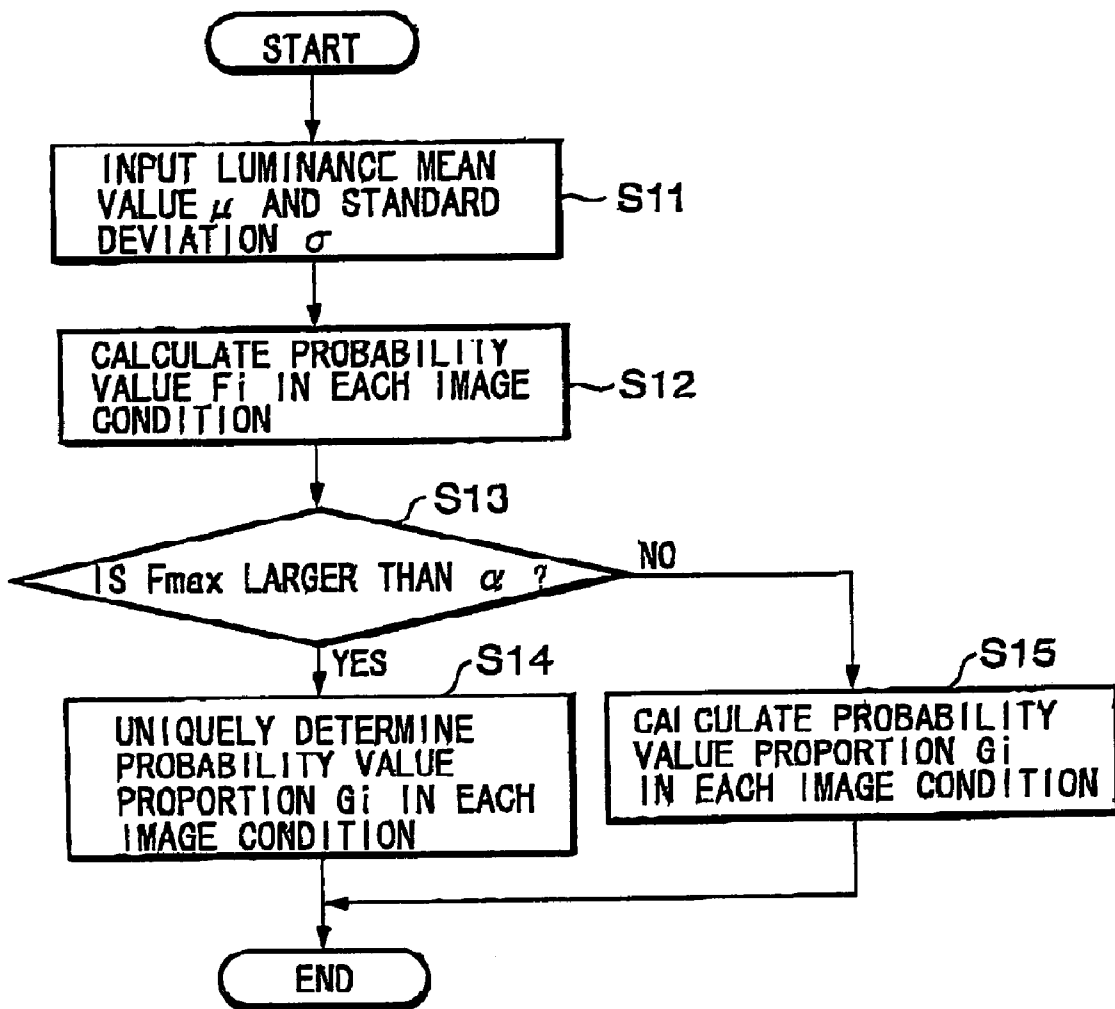 START
INPUT LUMINANCE MEAN
VALUE μ AND STANDARD
DEVIATION σ
S11
CALCULATE PROBABILITY
VALUE Fi IN EACH IMAGE
CONDITION
S12
S13
IS Fmax LARGER THAN α ?
NO
YES
S14
UNIQUELY DETERMINE
PROBABILITY VALUE
PROPORTION Gi IN EACH
IMAGE CONDITION
S15
CALCULATE PROBABILITY
VALUE PROPORTION Gi
IN EACH IMAGE CONDITION
END